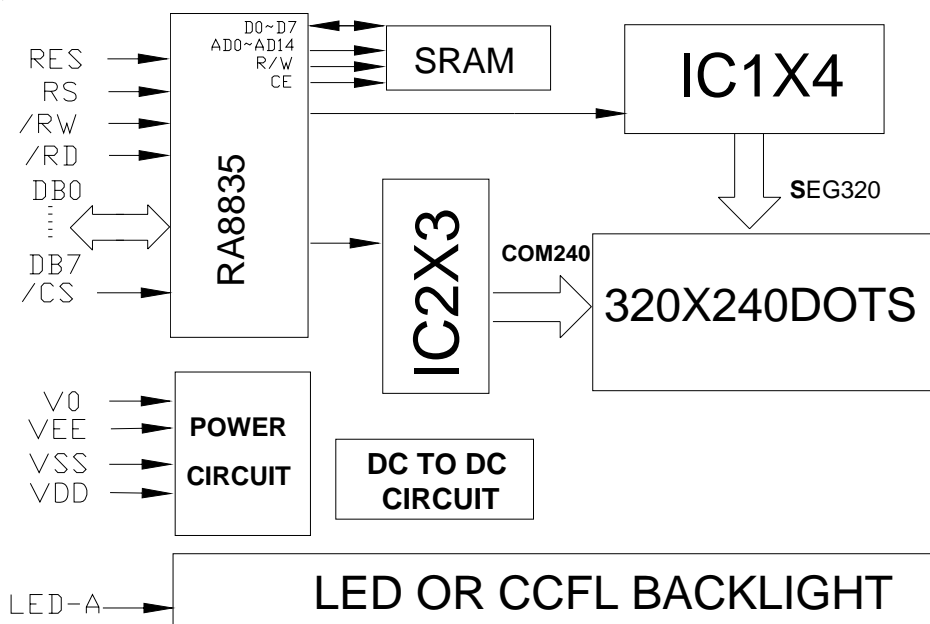 RES
RS
/RW
/RD
DB0
DB7
/CS
RA8835
D0~D7
AD0~AD14
R/W
CE
SRAM
IC1X4
SEG320
IC2X3
COM240
320X240DOTS
V0
VEE
VSS
VDD
POWER
CIRCUIT
DC TO DC
CIRCUIT
LED-A
LED OR CCFL BACKLIGHT